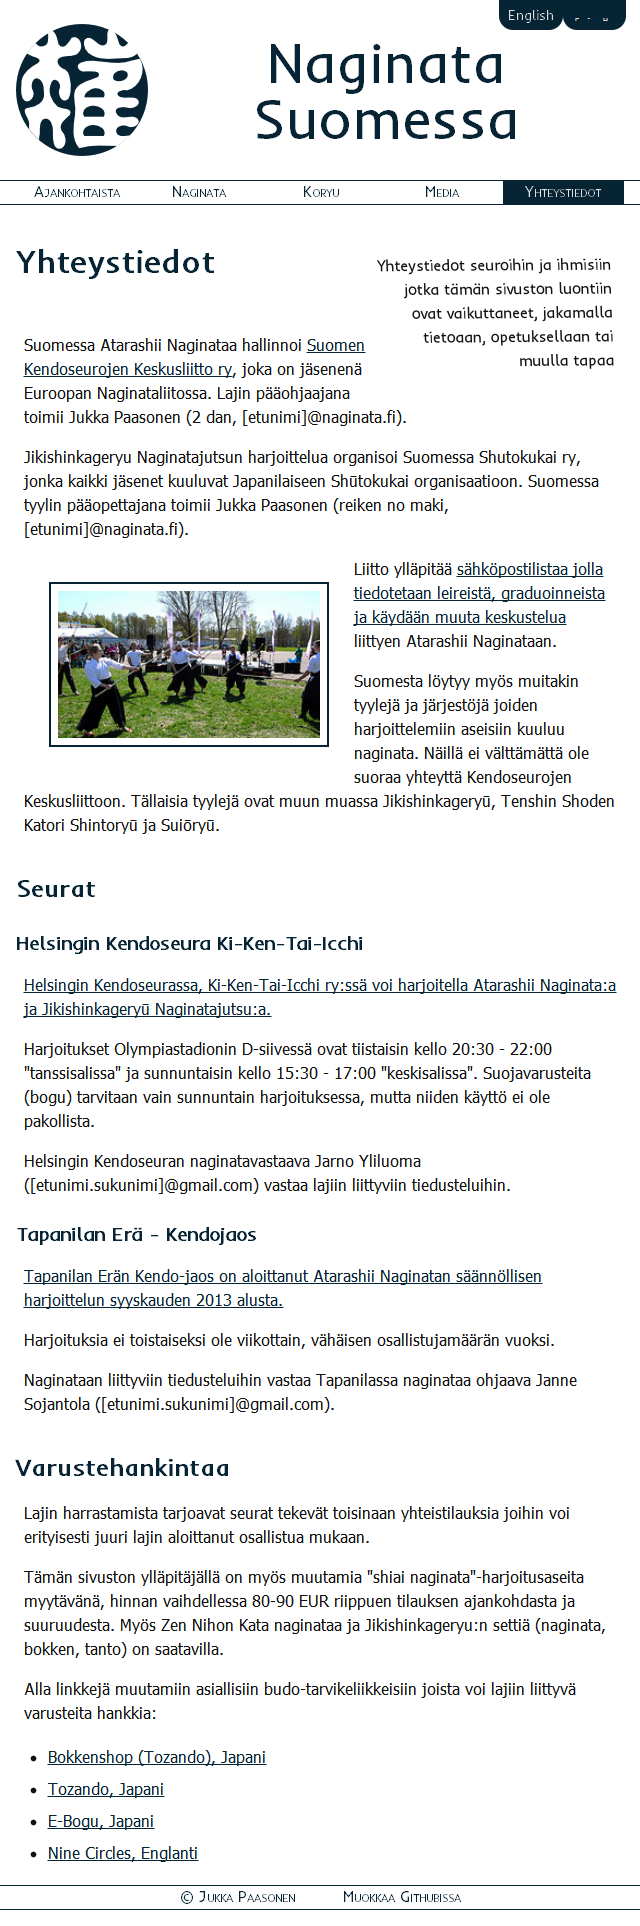 English
Naginata
Suomessa
Ajankohtaista Naginata Koryu Media Yhteystiedot
Yhteystiedot
Yhteystiedot seuroihin ja ihmisiin
jotka tämän sivuston luontiin
ovat vaikuttaneet, jakamalla
tietoaan, opetuksellaan tai
muulla tapaa
Suomessa Atarashii Naginataa hallinnoi Suomen
Kendoseurojen Keskusliitto ry, joka on jäsenenä
Euroopan Naginataliitossa. Lajin pääohjaajana
toimii Jukka Paasonen (2 dan, [etunimi]@naginata.fi).
Jikishinkageryu Naginatajutsun harjoittelua organisoi Suomessa Shutokukai ry,
jonka kaikki jäsenet kuuluvat Japanilaiseen Shūtokukai organisaatioon. Suomessa
tyylin pääopettajana toimii Jukka Paasonen (reiken no maki,
[etunimi]@naginata.fi).
Liitto ylläpitää sähköpostilistaa jolla
tiedotetaan leireistä, graduoinneista
ja käydään muuta keskustelua
liittyen Atarashii Naginataan.
Suomesta löytyy myös muitakin
tyylejä ja järjestöjä joiden
harjoittelemiin aseisiin kuuluu
naginata. Näillä ei välttämättä ole
suoraa yhteyttä Kendoseurojen
Keskusliittoon. Tällaisia tyylejä ovat muun muassa Jikishinkageryū, Tenshin Shoden
Katori Shintoryū ja Suiōryū.
Seurat
Helsingin Kendoseura Ki-Ken-Tai-Icchi
Helsingin Kendoseurassa, Ki-Ken-Tai-Icchi ry:ssä voi harjoitella Atarashii Naginata:a
ja Jikishinkageryū Naginatajutsu:a.
Harjoitukset Olympiastadionin D-siivessä ovat tiistaisin kello 20:30 - 22:00
"tanssisalissa" ja sunnuntaisin kello 15:30 - 17:00 "keskisalissa". Suojavarusteita
(bogu) tarvitaan vain sunnuntain harjoituksessa, mutta niiden käyttö ei ole
pakollista.
Helsingin Kendoseuran naginatavastaava Jarno Yliluoma
([etunimi.sukunimi]@gmail.com) vastaa lajiin liittyviin tiedusteluihin.
Tapanilan Erä - Kendojaos
Tapanilan Erän Kendo-jaos on aloittanut Atarashii Naginatan säännöllisen
harjoittelun syyskauden 2013 alusta.
Harjoituksia ei toistaiseksi ole viikottain, vähäisen osallistujamäärän vuoksi.
Naginataan liittyviin tiedusteluihin vastaa Tapanilassa naginataa ohjaava Janne
Sojantola ([etunimi.sukunimi]@gmail.com).
Varustehankintaa
Lajin harrastamista tarjoavat seurat tekevät toisinaan yhteistilauksia joihin voi
erityisesti juuri lajin aloittanut osallistua mukaan.
Tämän sivuston ylläpitäjällä on myös muutamia "shiai naginata"-harjoitusaseita
myytävänä, hinnan vaihdellessa 80-90 EUR riippuen tilauksen ajankohdasta ja
suuruudesta. Myös Zen Nihon Kata naginataa ja Jikishinkageryu:n settiä (naginata,
bokken, tanto) on saatavilla.
Alla linkkejä muutamiin asiallisiin budo-tarvikeliikkeisiin joista voi lajiin liittyvä
varusteita hankkia:
• Bokkenshop (Tozando), Japani
• Tozando, Japani
• E-Bogu, Japani
• Nine Circles, Englanti
© Jukka Paasonen Muokkaa Githubissa